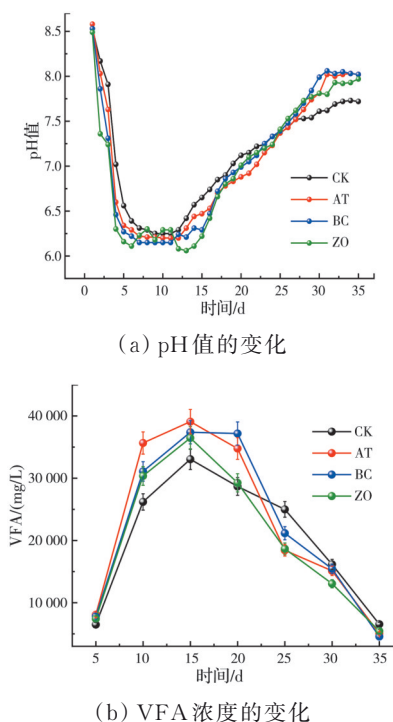 8.5
8.0
7.5
7.0
6.5
6.0
pH值
CK
AT
BC
ZO
0 5 10 15 20 25 30 35
时间/d
(a) pH值的变化
40 000
30 000
20 000
10 000
VFA/(mg/L)
CK
AT
BC
ZO
5 10 15 20 25 30 35
时间/d
(b) VFA浓度的变化